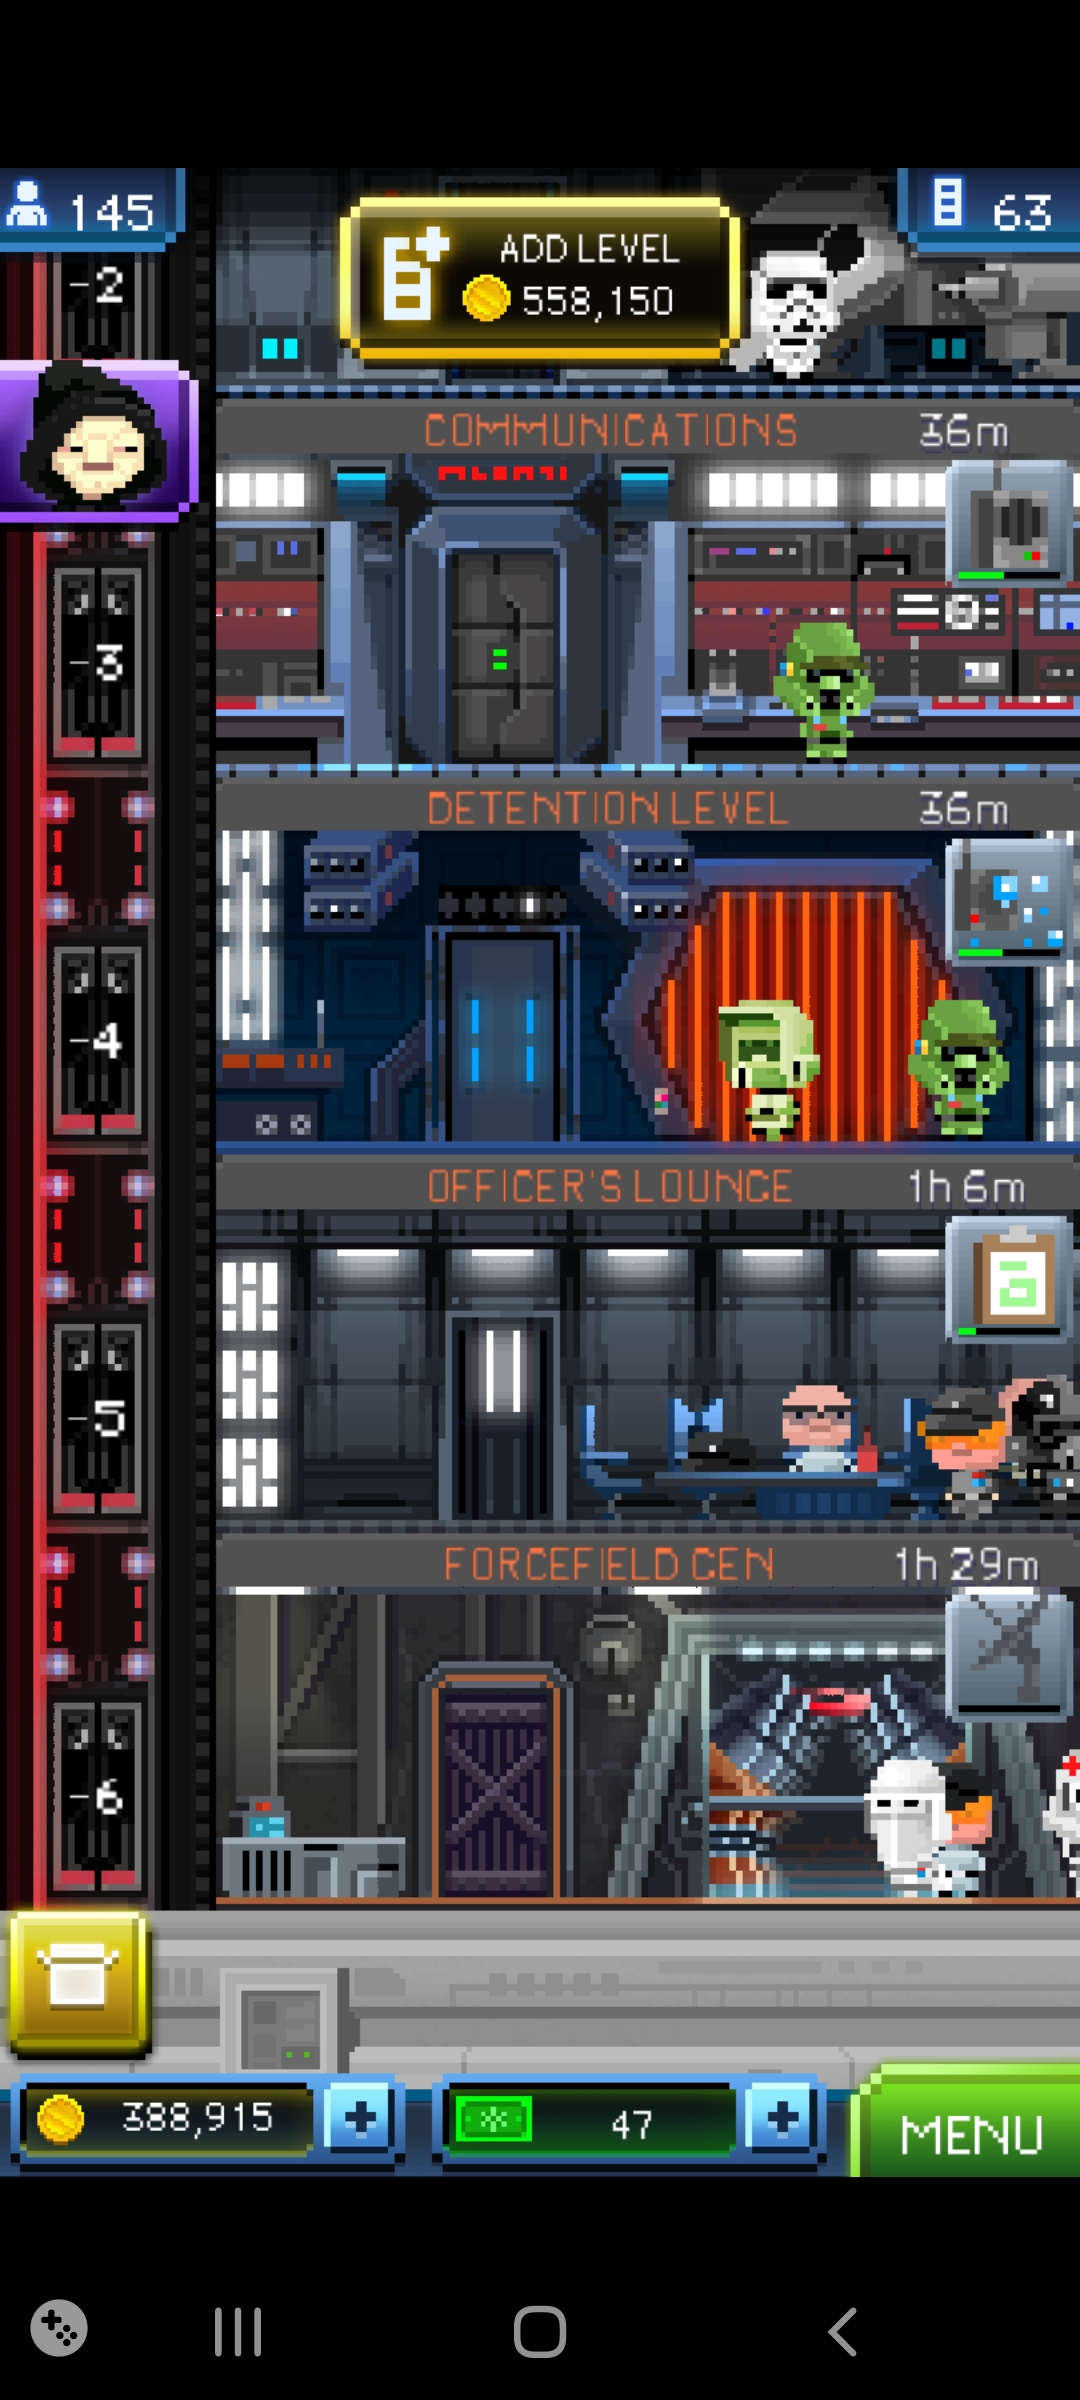 145
ADD LEVEL
558,150
63
-2
COMMUNICATIONS
36m
-3
DETENTION LEVEL
36m
-4
OFFICER'S LOUNGE
1h 6m
-5
FORCEFIELD GEN
1h 29m
-6
388,915
47
MENU